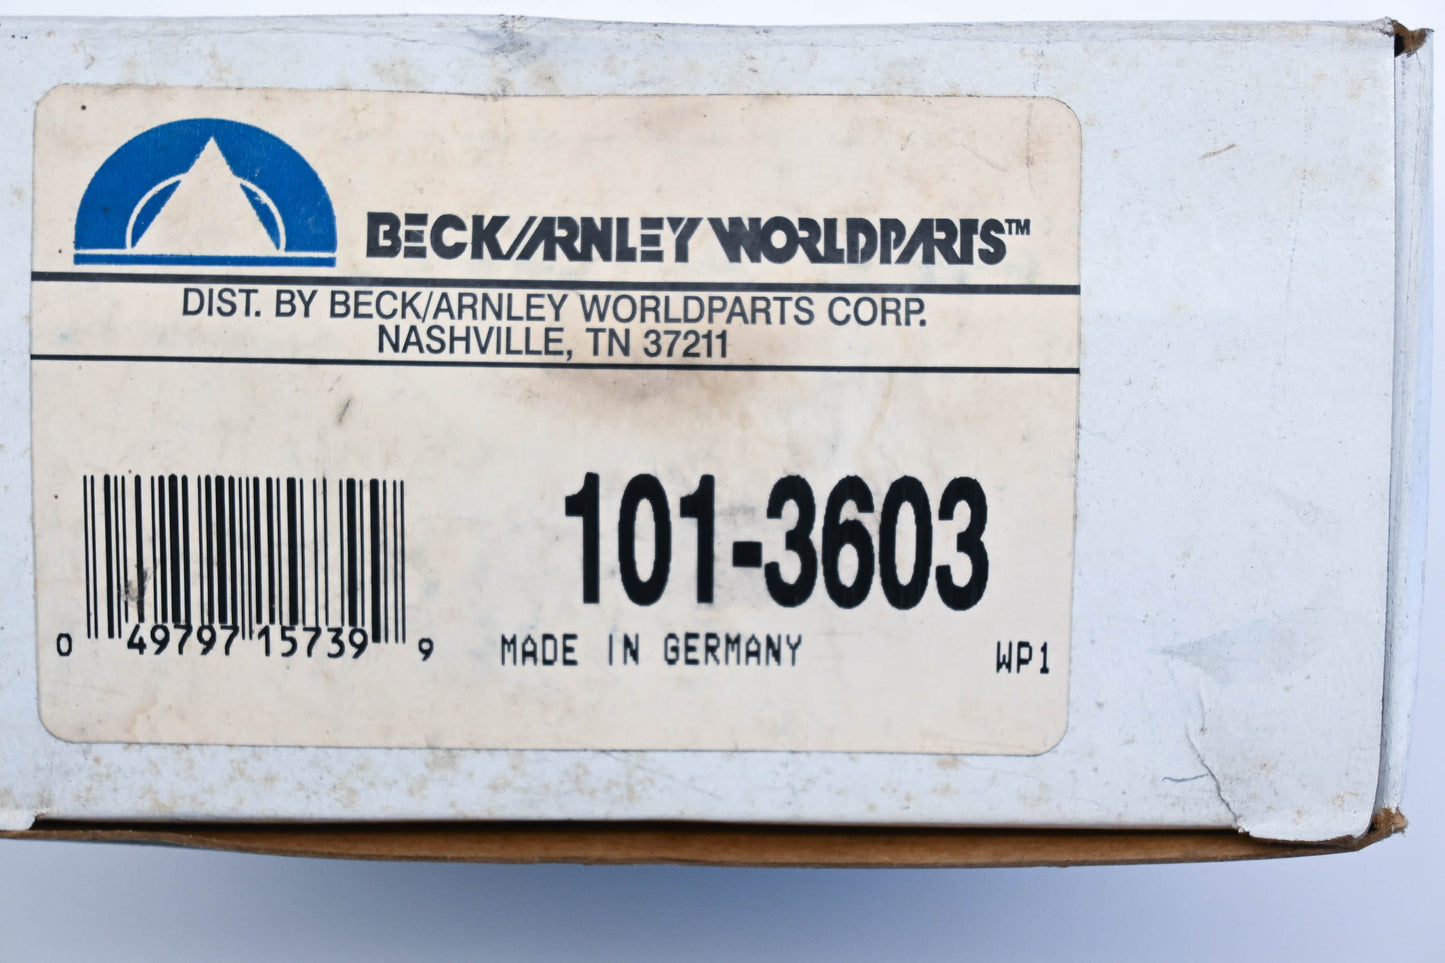 BECK/ARNLEY WORLDPARTS™
DIST. BY BECK/ARNLEY WORLDPARTS CORP.
NASHVILLE, TN 37211
101-3603
0 49797 15739 9
MADE IN GERMANY
WP1